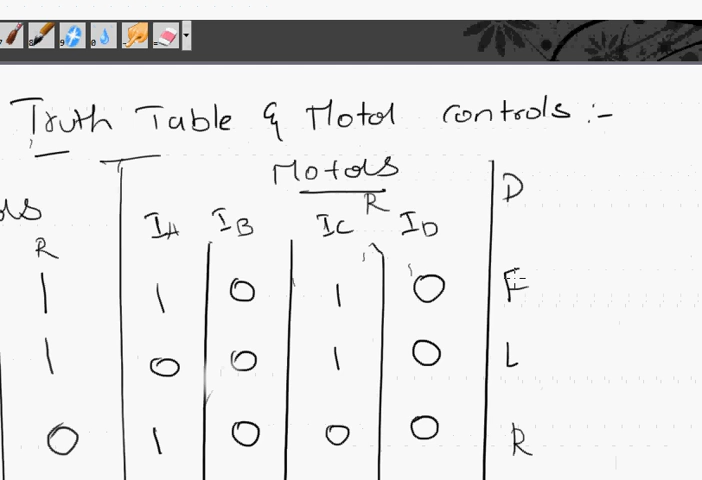 Truth Table & Motor controls :-
Motors D
R
R IA IB IC ID
1 1 0 1 0 F
1 0 0 1 0 L
0 1 0 0 0 R